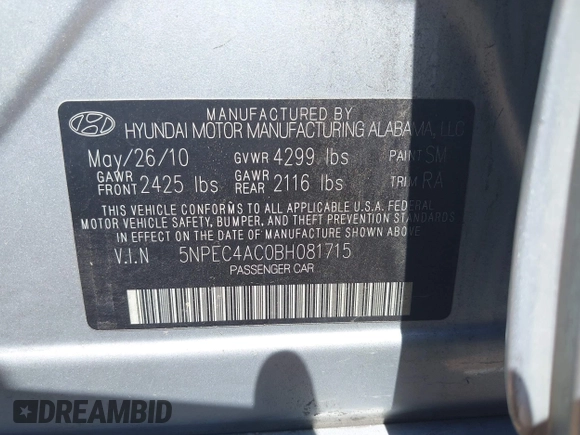 MANUFACTURED BY
HYUNDAI MOTOR MANUFACTURING ALABAMA, LLC
May/26/10 GVWR 4299 lbs PAINT SM
GAWR FRONT 2425 lbs GAWR REAR 2116 lbs TRIM RA
THIS VEHICLE CONFORMS TO ALL APPLICABLE U.S.A. FEDERAL
MOTOR VEHICLE SAFETY, BUMPER, AND THEFT PREVENTION STANDARDS
IN EFFECT ON THE DATE OF MANUFACTURE SHOWN ABOVE.
V.I.N 5NPEC4AC0BH081715
PASSENGER CAR
DREAMBID